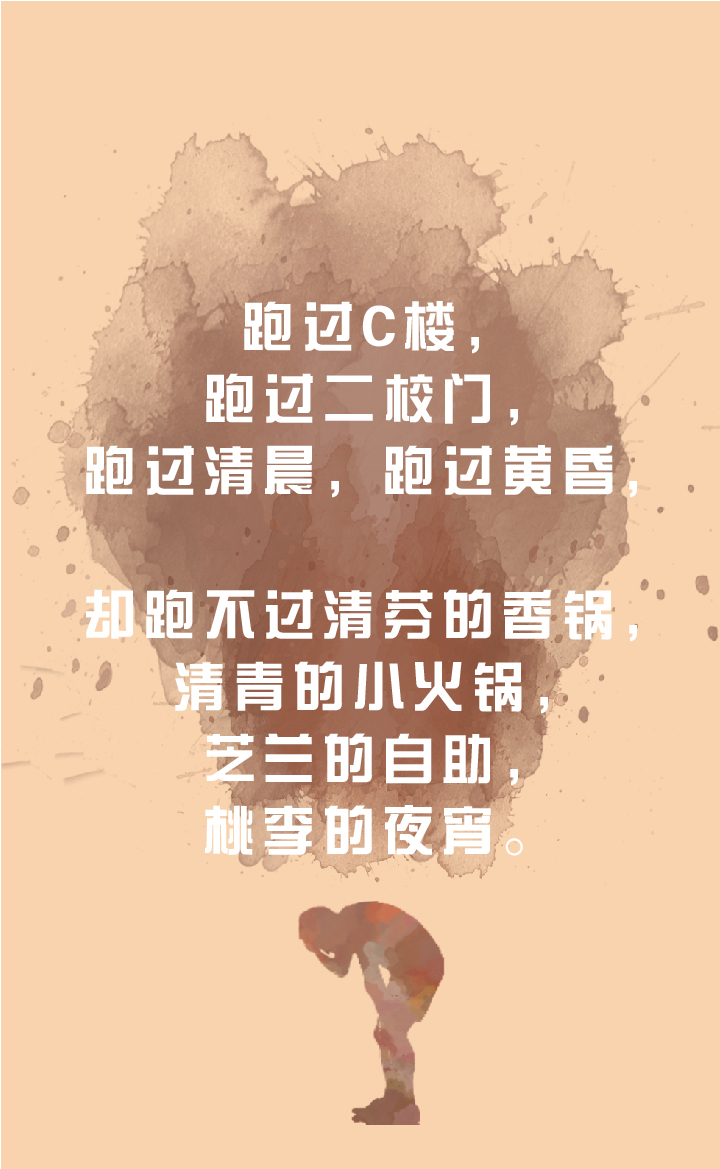 跑过C楼，
跑过二校门，
跑过清晨，跑过黄昏，
却跑不过清芬的香锅，
清青的小火锅，
芝兰的自助，
桃李的夜宵。